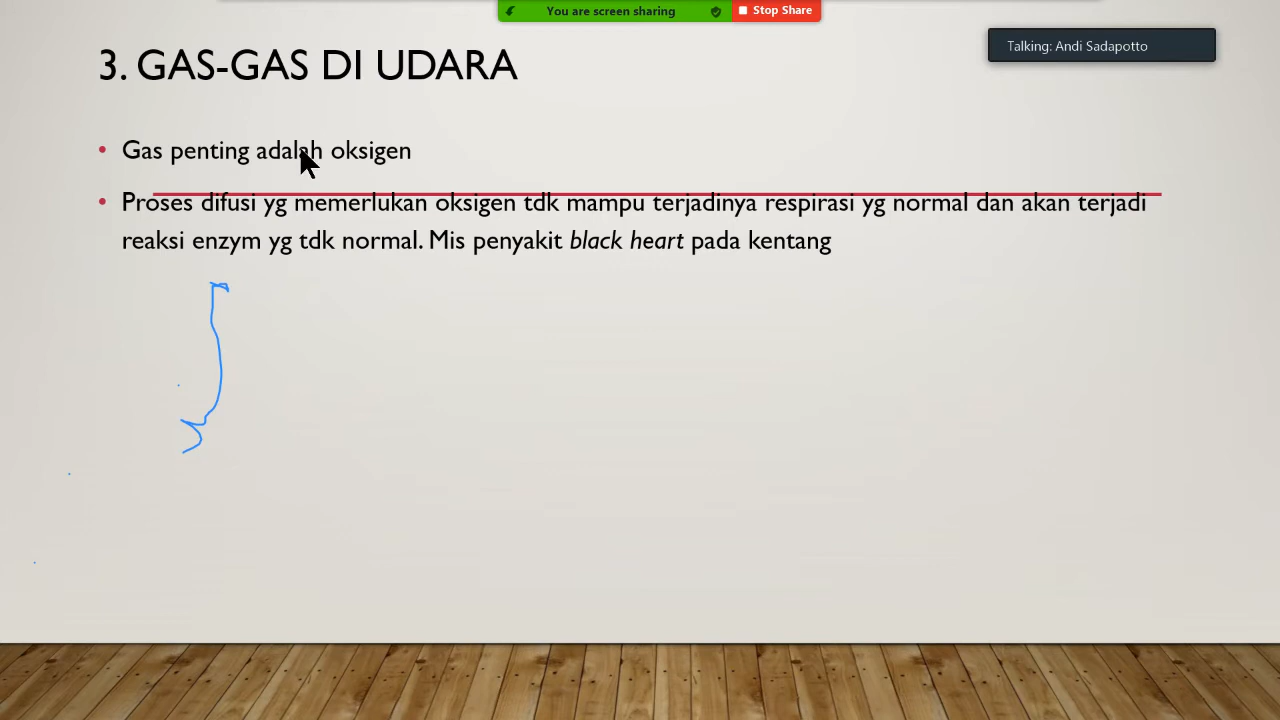 You are screen sharing
Stop Share
Talking: Andi Sadapotto
3. GAS-GAS DI UDARA
• Gas penting adalah oksigen
• Proses difusi yg memerlukan oksigen tdk mampu terjadinya respirasi yg normal dan akan terjadi
reaksi enzym yg tdk normal. Mis penyakit black heart pada kentang